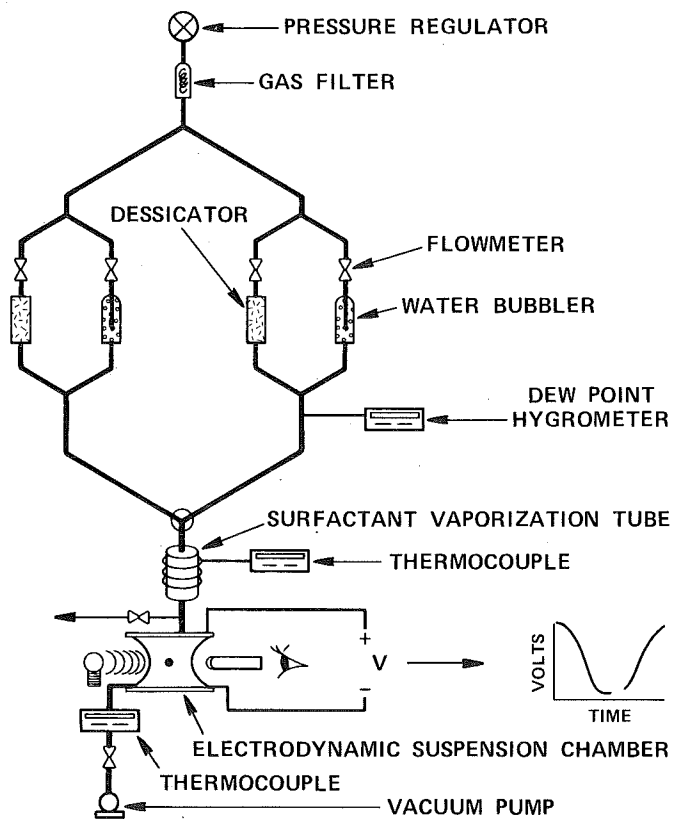 PRESSURE REGULATOR
GAS FILTER
DESSICATOR
FLOWMETER
WATER BUBBLER
DEW POINT
HYGROMETER
SURFACTANT VAPORIZATION TUBE
THERMOCOUPLE
+
V
−
VOLTS
TIME
ELECTRODYNAMIC SUSPENSION CHAMBER
THERMOCOUPLE
VACUUM PUMP